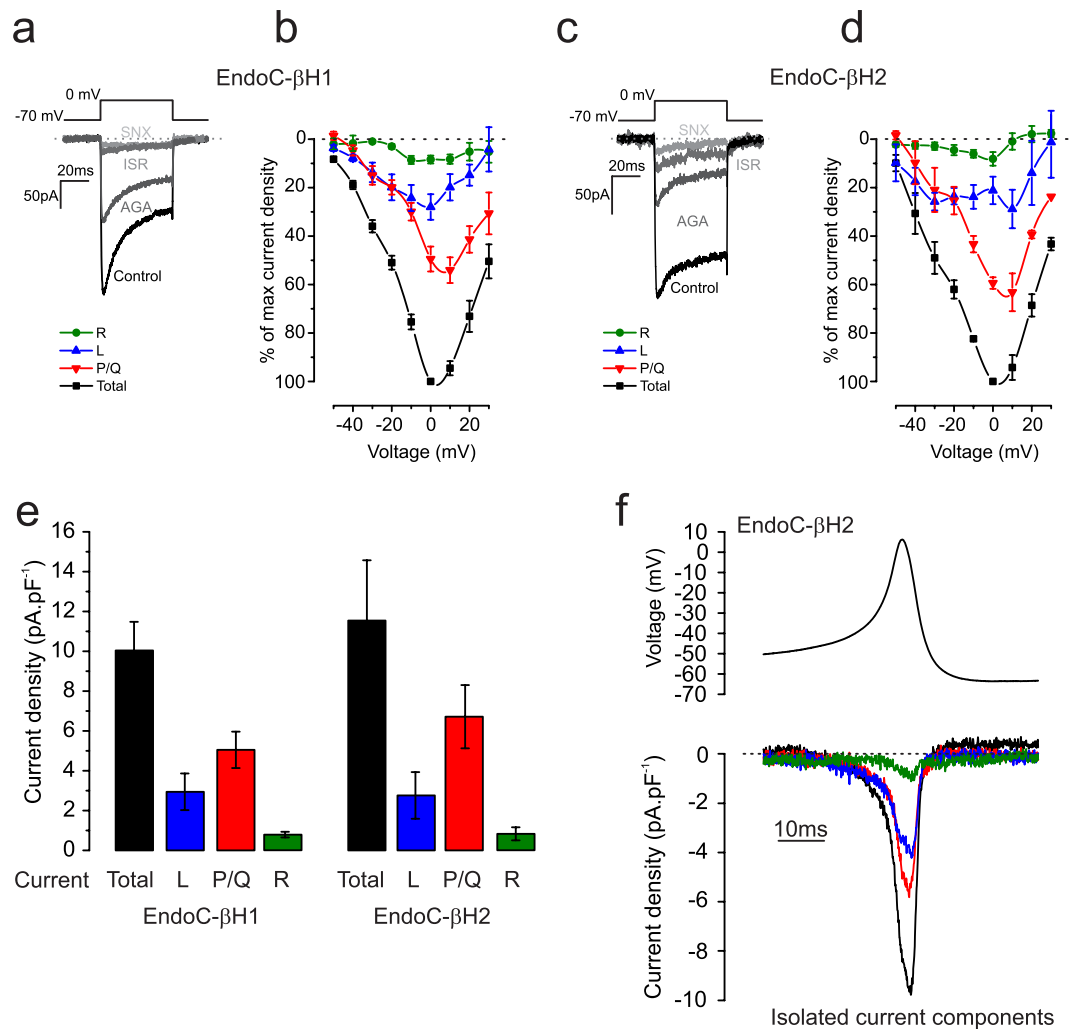 a
b
c
d
EndoC-βH1
EndoC-βH2
0 mV
-70 mV
SNX
20ms
ISR
50pA
AGA
Control
R
L
P/Q
Total
% of max current density
0
20
40
60
80
100
-40 -20 0 20
Voltage (mV)
0 mV
-70 mV
SNX
20ms
ISR
50pA
AGA
Control
R
L
P/Q
Total
% of max current density
0
20
40
60
80
100
-40 -20 0 20
Voltage (mV)
e
Current density (pA.pF⁻¹)
16
14
12
10
8
6
4
2
0
Current Total L P/Q R Total L P/Q R
EndoC-βH1 EndoC-βH2
f
EndoC-βH2
Voltage (mV)
10
0
-10
-20
-30
-40
-50
-60
-70
Current density (pA.pF⁻¹)
0
-2
-4
-6
-8
-10
10ms
Isolated current components